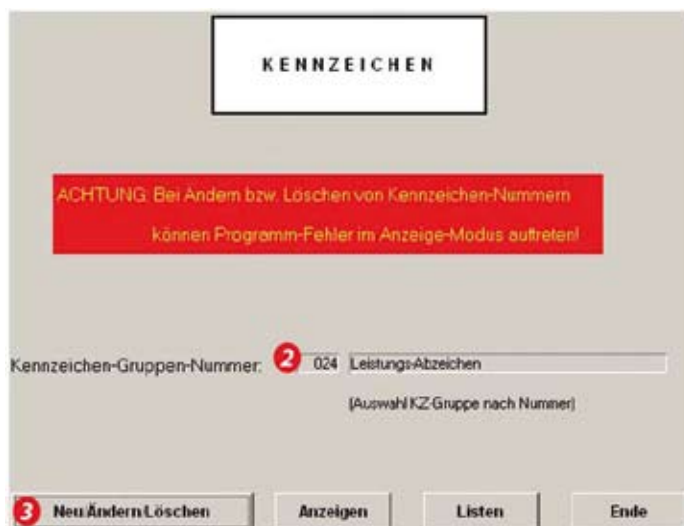 KENNZEICHEN
ACHTUNG: Bei Ändern bzw. Löschen von Kennzeichen-Nummern
können Programm-Fehler im Anzeige-Modus auftreten!
Kennzeichen-Gruppen-Nummer: 2 024 Leistungs-Abzeichen
(Auswahl KZ-Gruppe nach Nummer)
3 Neu/Ändern/Löschen Anzeigen Listen Ende